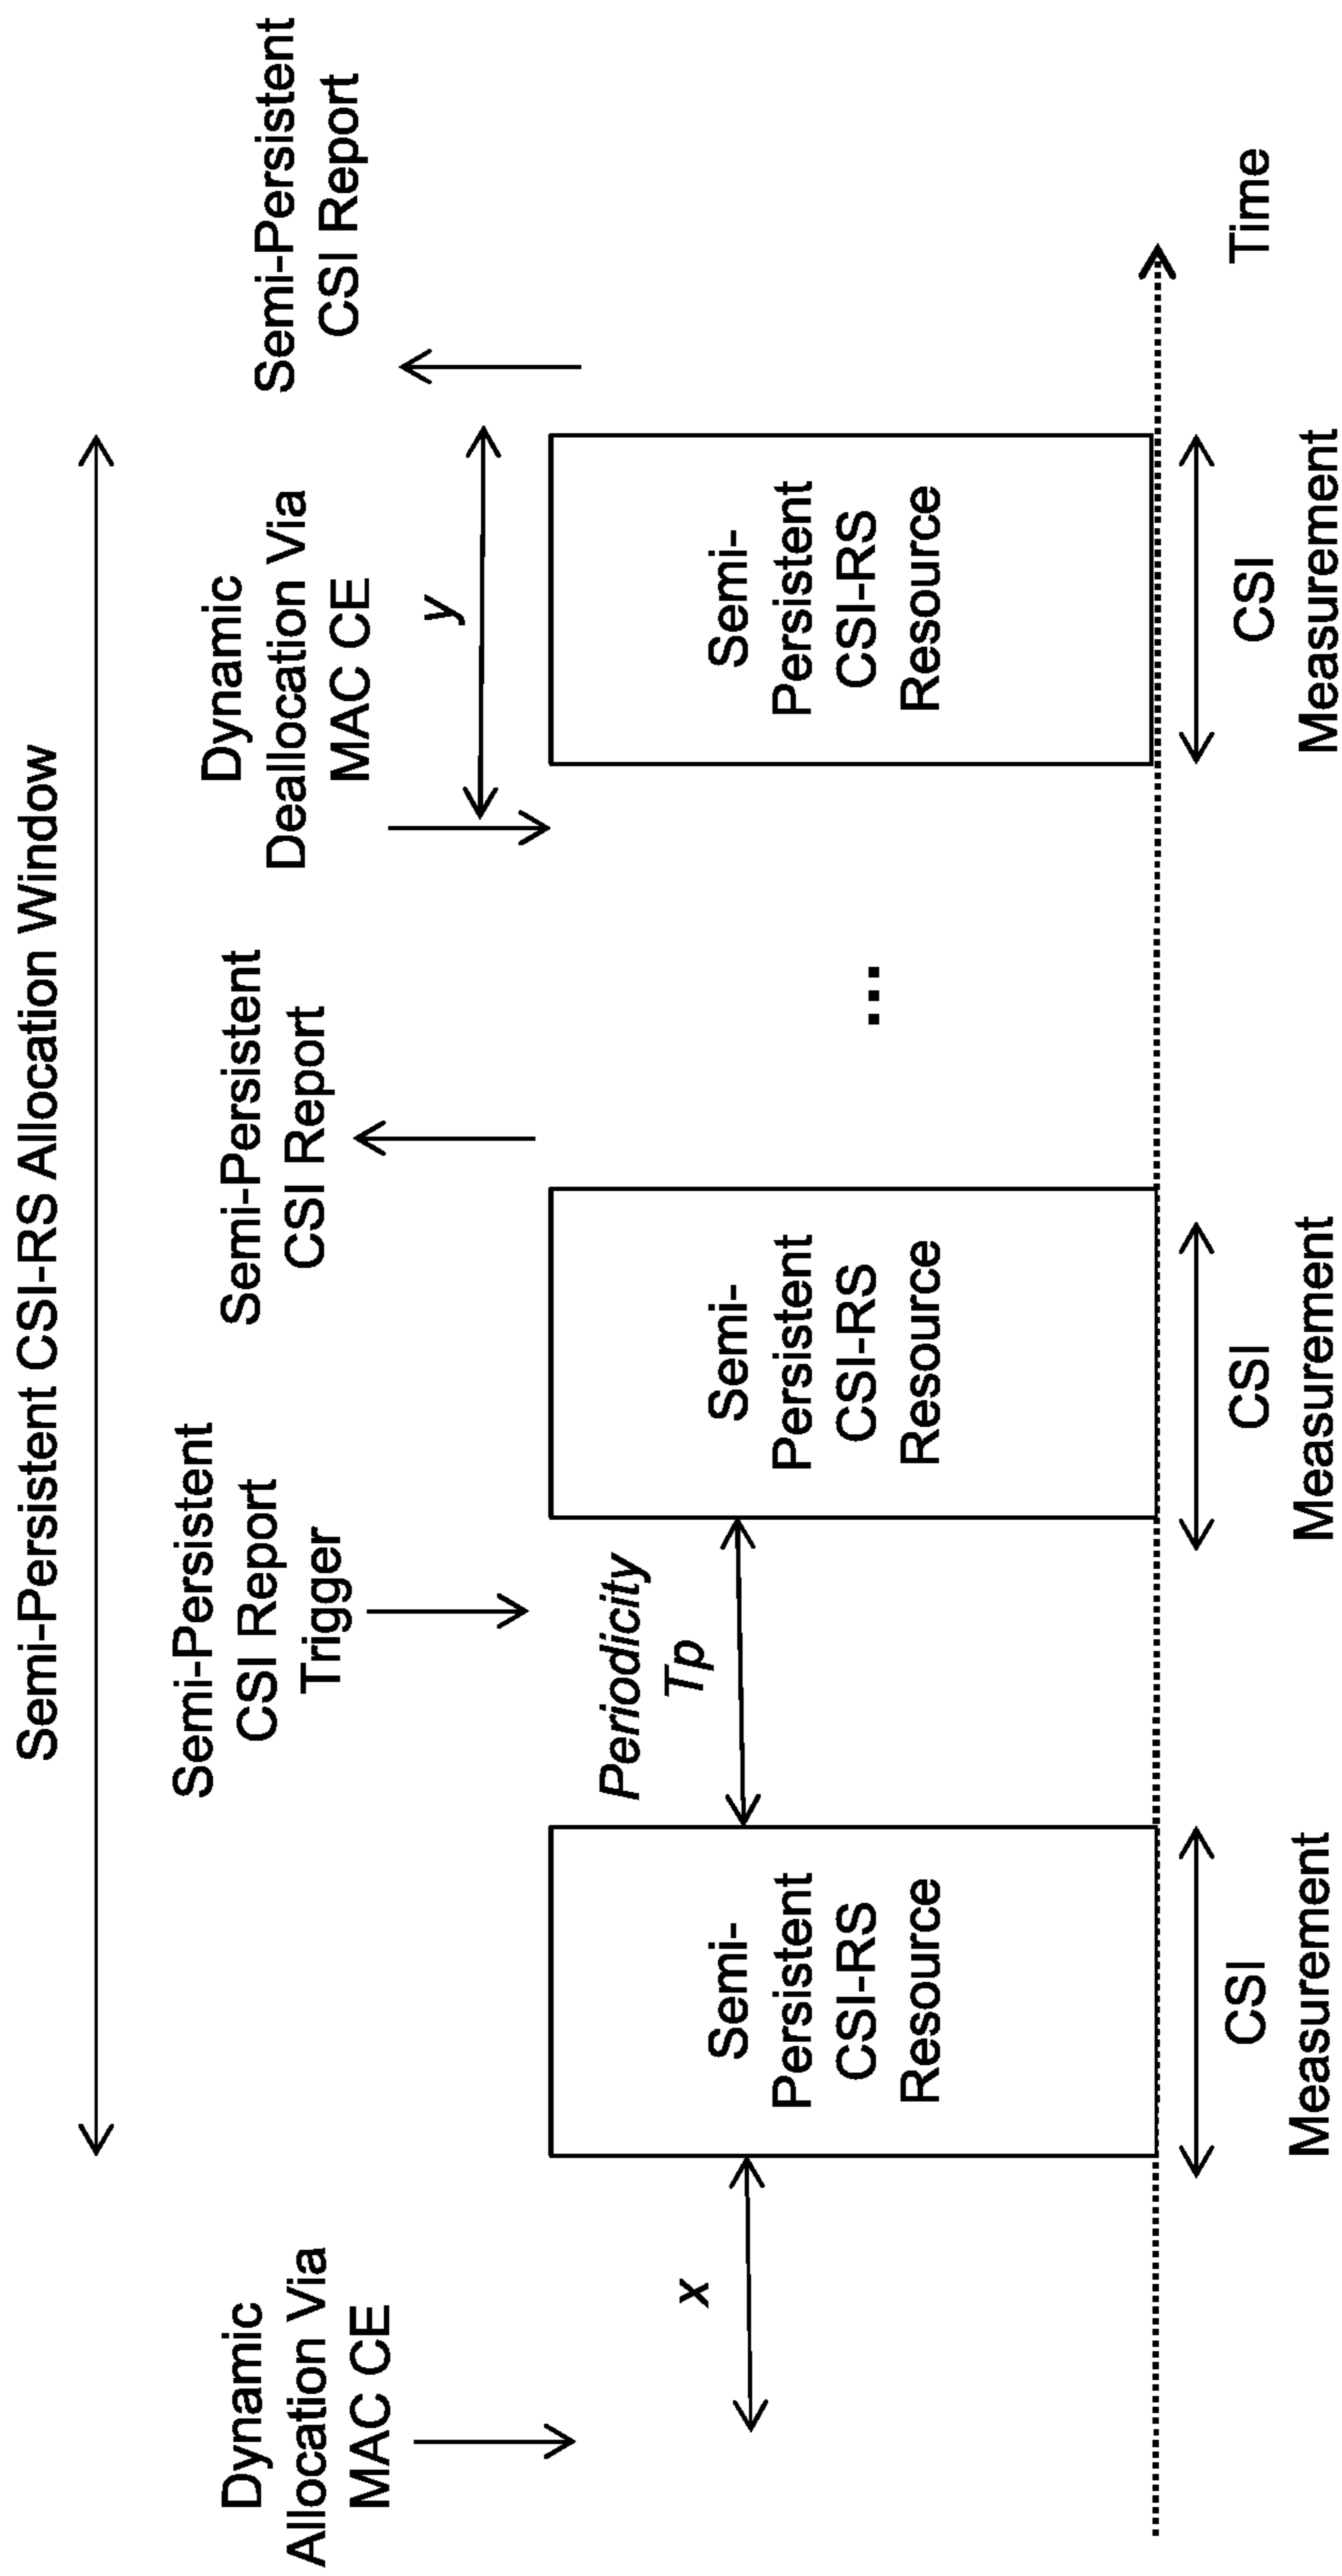 Semi-Persistent CSI-RS Allocation Window
Dynamic
Allocation Via
MAC CE
Semi-Persistent
CSI Report
Trigger
Semi-Persistent
CSI Report
Dynamic
Deallocation Via
MAC CE
Semi-Persistent
CSI Report
x
Periodicity
Tp
y
Semi-
Persistent
CSI-RS
Resource
Semi-
Persistent
CSI-RS
Resource
...
Semi-
Persistent
CSI-RS
Resource
CSI
Measurement
CSI
Measurement
CSI
Measurement
Time